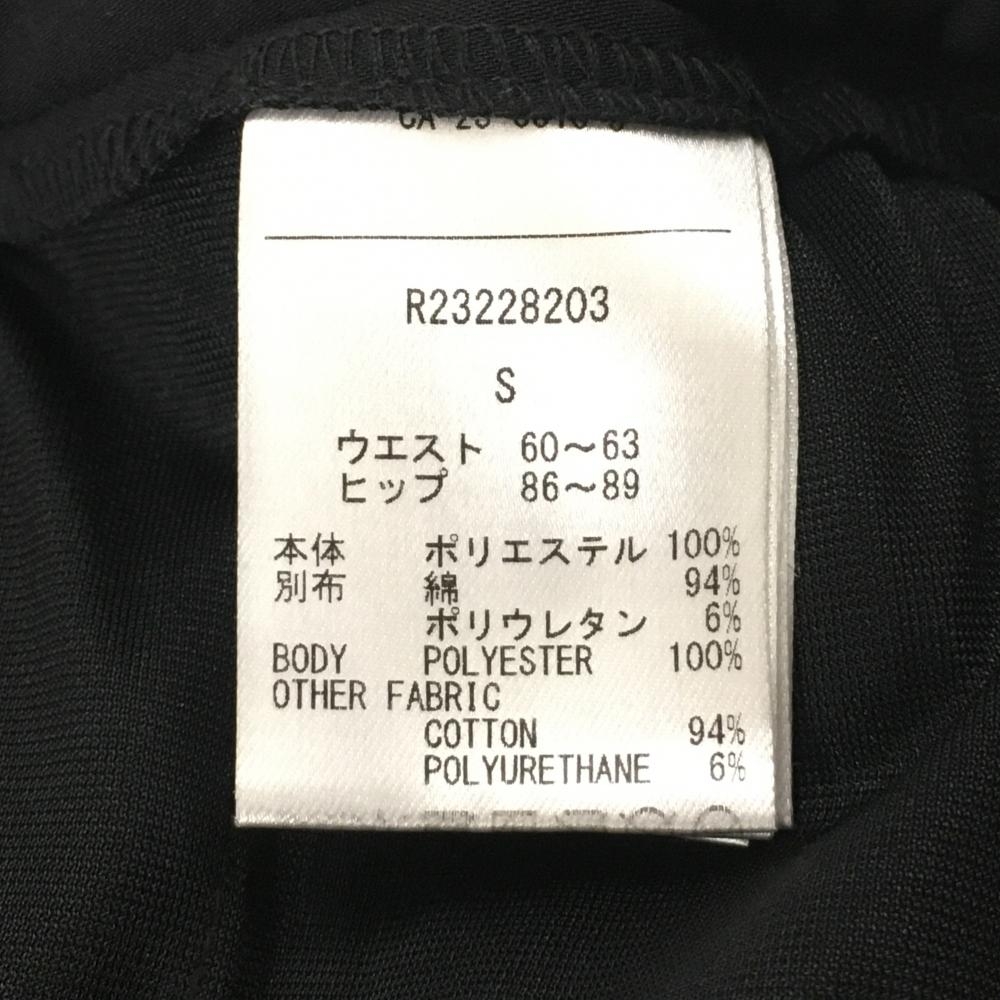 R23228203
S
ウエスト 60～63
ヒップ 86～89
本体 ポリエステル 100%
別布 綿 94%
ポリウレタン 6%
BODY POLYESTER 100%
OTHER FABRIC
COTTON 94%
POLYURETHANE 6%